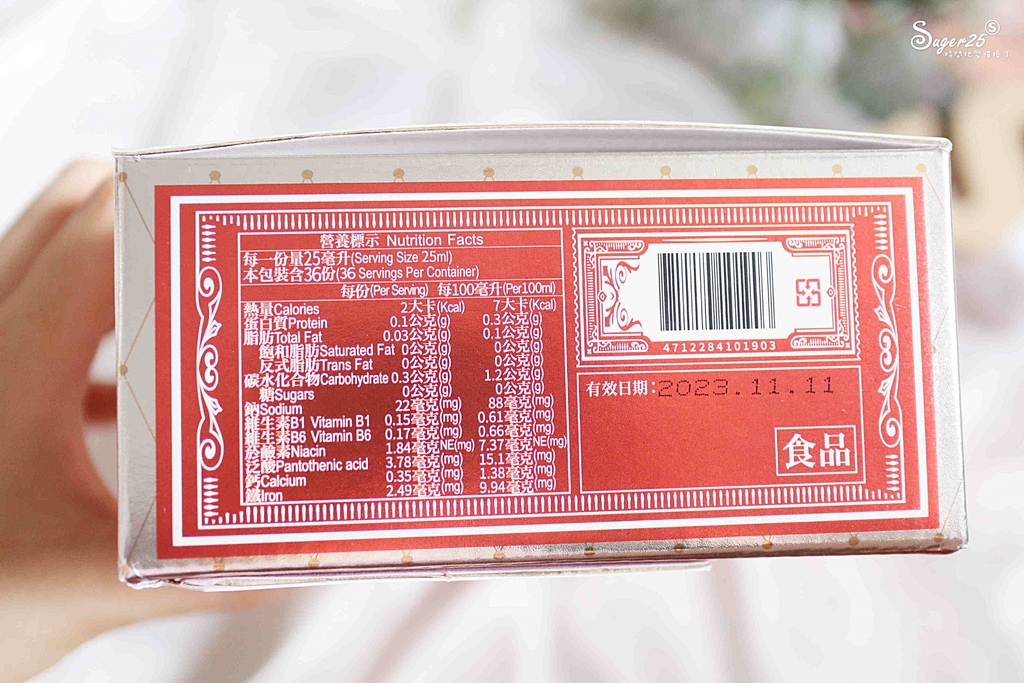 Suger25
營養標示 Nutrition Facts
每一份量25毫升(Serving Size 25ml)
本包裝含36份(36 Servings Per Container)
每份(Per Serving) 每100毫升(Per100ml)
熱量Calories 2大卡(Kcal) 7大卡(Kcal)
蛋白質Protein 0.1公克(g) 0.3公克(g)
脂肪Total Fat 0.03公克(g) 0.1公克(g)
飽和脂肪Saturated Fat 0公克(g) 0公克(g)
反式脂肪Trans Fat 0公克(g) 0公克(g)
碳水化合物Carbohydrate 0.3公克(g) 1.2公克(g)
糖Sugars 0公克(g) 0公克(g)
鈉Sodium 22毫克(mg) 88毫克(mg)
維生素B1 Vitamin B1 0.15毫克(mg) 0.61毫克(mg)
維生素B6 Vitamin B6 0.17毫克(mg) 0.66毫克(mg)
菸鹼素Niacin 1.84毫克NE(mg) 7.37毫克NE(mg)
泛酸Pantothenic acid 3.78毫克(mg) 15.1毫克(mg)
鈣Calcium 0.35毫克(mg) 1.38毫克(mg)
鐵Iron 2.49毫克(mg) 9.94毫克(mg)
4712284101903
有效日期:2023.11.11
食品